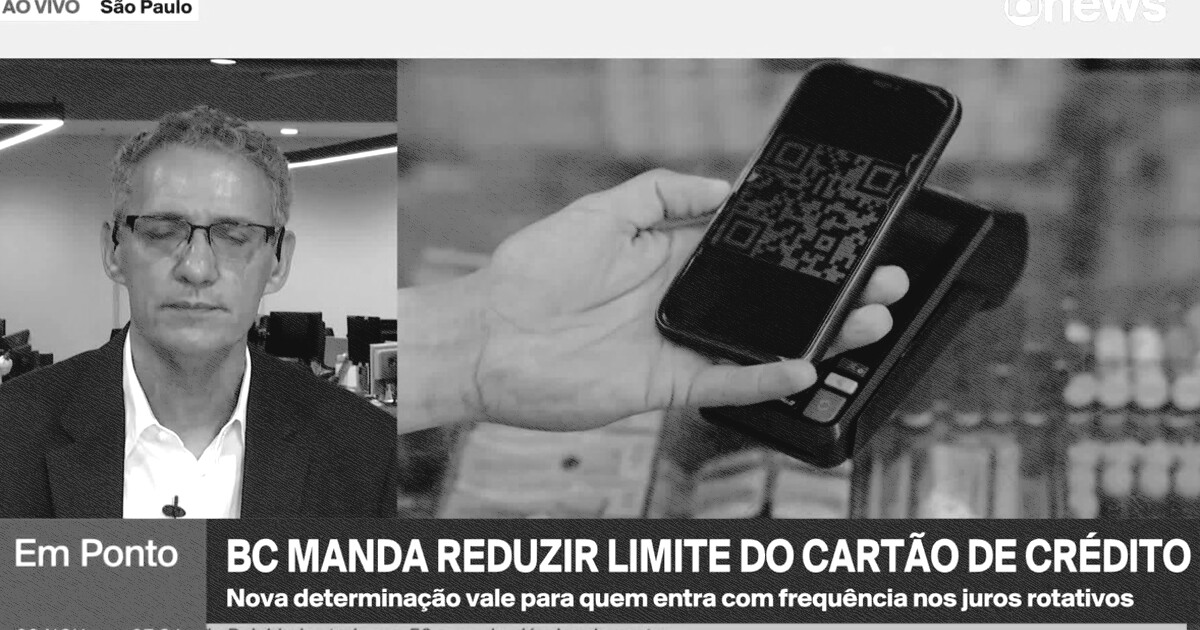 AO VIVO São Paulo
news
Em Ponto
BC MANDA REDUZIR LIMITE DO CARTÃO DE CRÉDITO
Nova determinação vale para quem entra com frequência nos juros rotativos